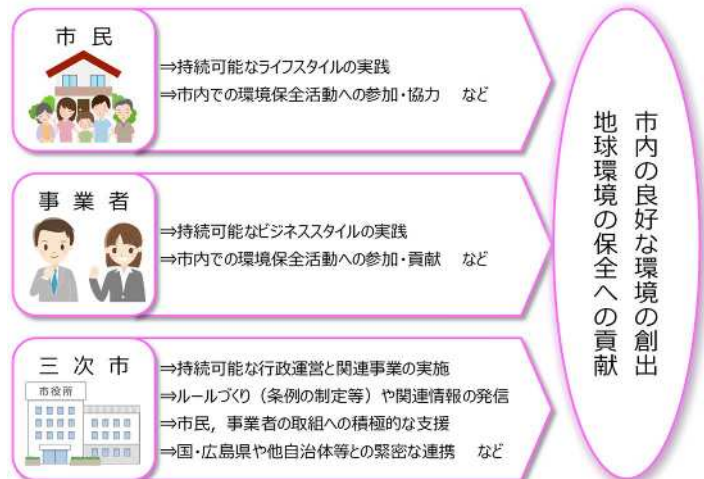 市民
⇒持続可能なライフスタイルの実践
⇒市内での環境保全活動への参加・協力 など
事業者
⇒持続可能なビジネススタイルの実践
⇒市内での環境保全活動への参加・貢献 など
三次市
市役所
⇒持続可能な行政運営と関連事業の実施
⇒ルールづくり（条例の制定等）や関連情報の発信
⇒市民，事業者の取組への積極的な支援
⇒国・広島県や他自治体等との緊密な連携 など
市内の良好な環境の創出
地球環境の保全への貢献